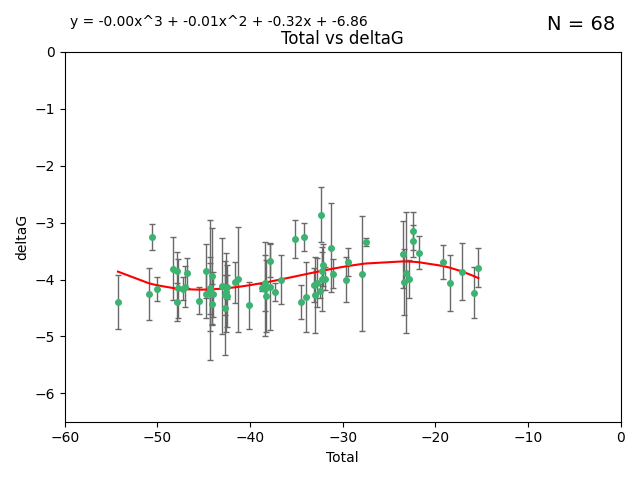 y = -0.00x^3 + -0.01x^2 + -0.32x + -6.86
N = 68
Total vs deltaG
0
−1
−2
−3
−4
−5
−6
deltaG
−60 −50 −40 −30 −20 −10 0
Total